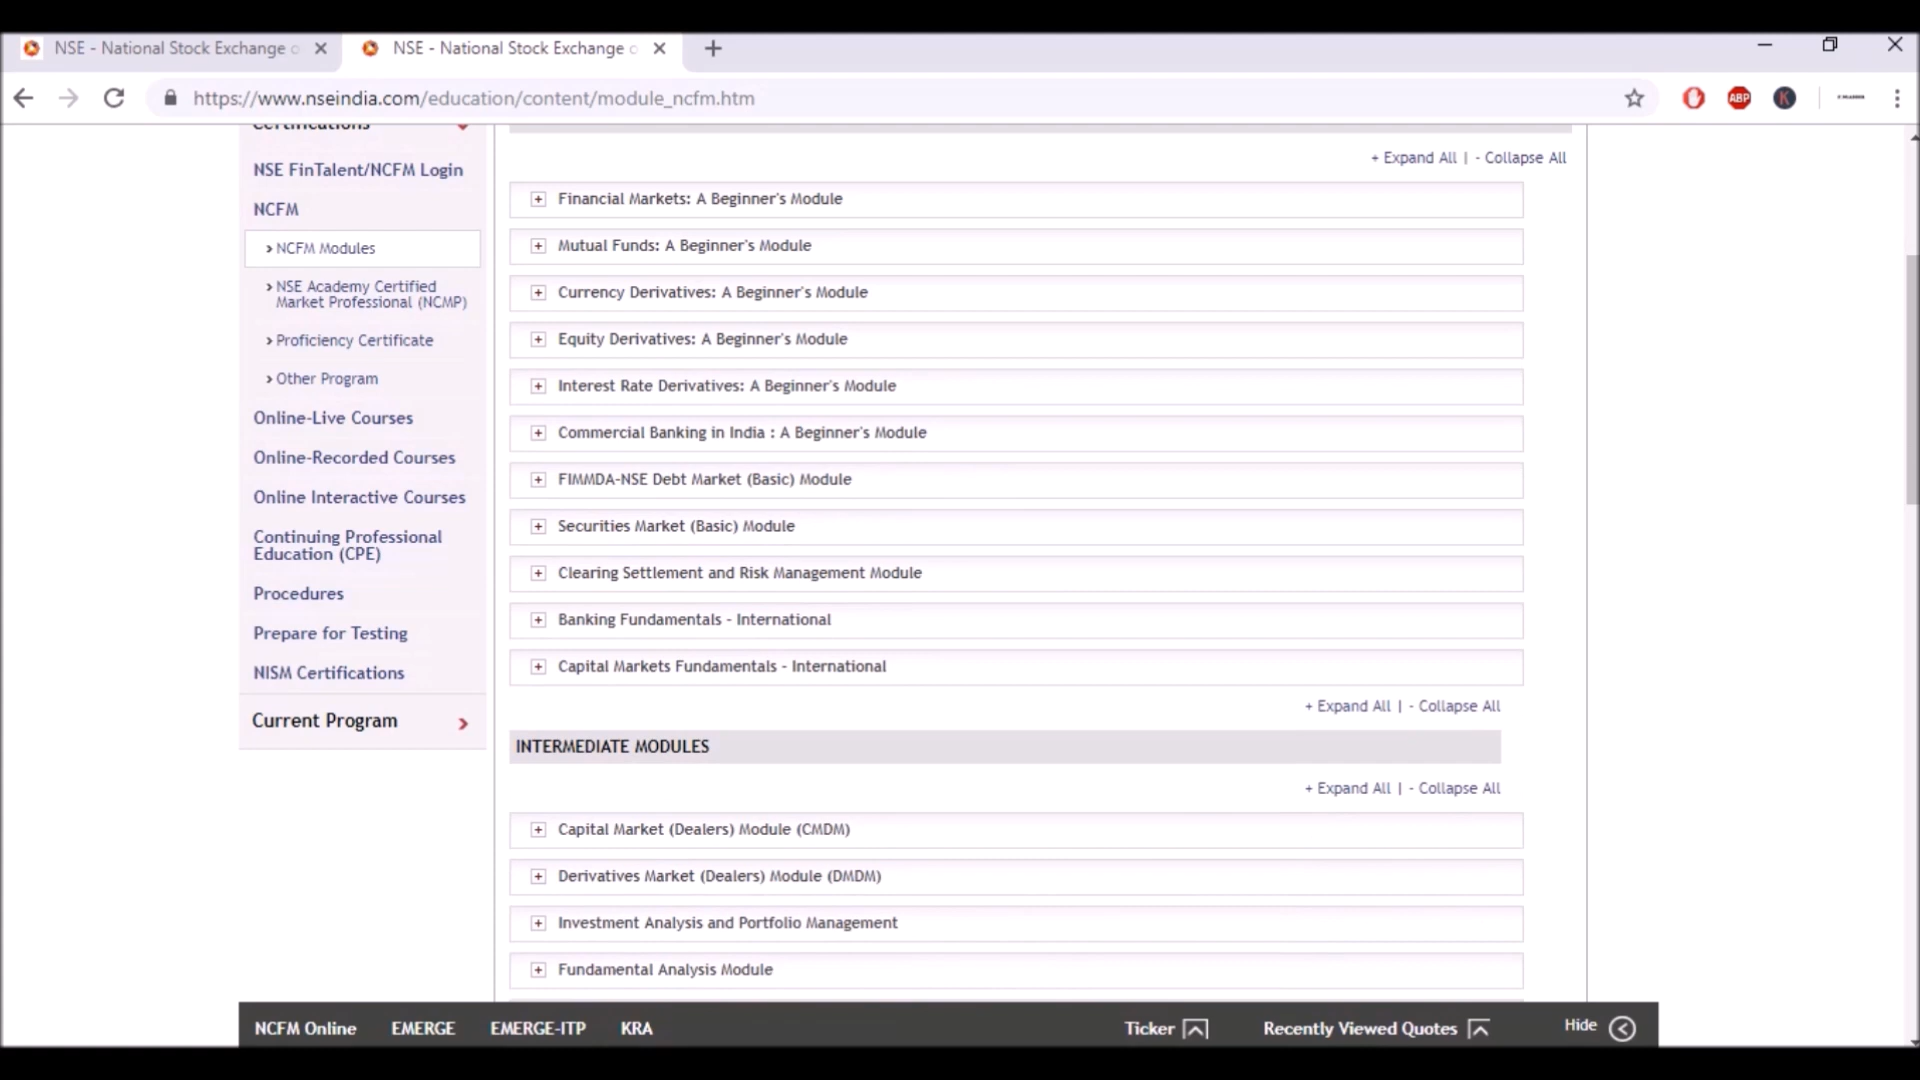 NSE - National Stock Exchange o
NSE - National Stock Exchange o
https://www.nseindia.com/education/content/module_ncfm.htm
ABP
K
Certifications
NSE FinTalent/NCFM Login
NCFM
NCFM Modules
NSE Academy Certified
Market Professional (NCMP)
Proficiency Certificate
Other Program
Online-Live Courses
Online-Recorded Courses
Online Interactive Courses
Continuing Professional
Education (CPE)
Procedures
Prepare for Testing
NISM Certifications
Current Program
+ Expand All | - Collapse All
Financial Markets: A Beginner's Module
Mutual Funds: A Beginner's Module
Currency Derivatives: A Beginner's Module
Equity Derivatives: A Beginner's Module
Interest Rate Derivatives: A Beginner's Module
Commercial Banking in India : A Beginner's Module
FIMMDA-NSE Debt Market (Basic) Module
Securities Market (Basic) Module
Clearing Settlement and Risk Management Module
Banking Fundamentals - International
Capital Markets Fundamentals - International
+ Expand All | - Collapse All
INTERMEDIATE MODULES
+ Expand All | - Collapse All
Capital Market (Dealers) Module (CMDM)
Derivatives Market (Dealers) Module (DMDM)
Investment Analysis and Portfolio Management
Fundamental Analysis Module
NCFM Online EMERGE EMERGE-ITP KRA Ticker Recently Viewed Quotes Hide